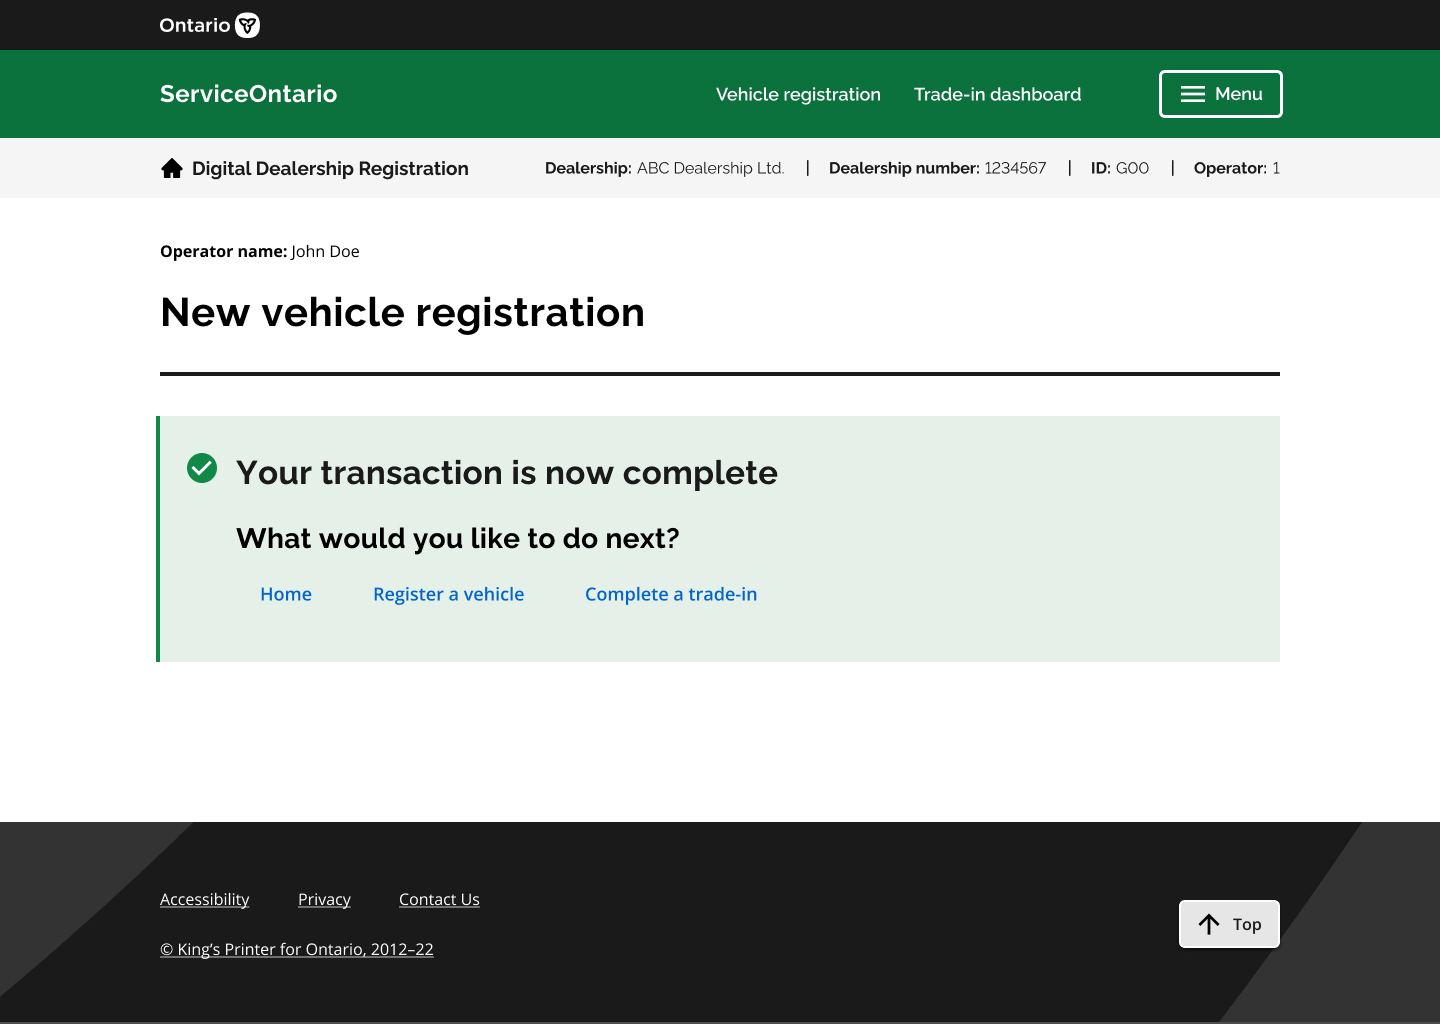 Ontario
ServiceOntario
Vehicle registration
Trade-in dashboard
Menu
Digital Dealership Registration
Dealership: ABC Dealership Ltd. | Dealership number: 1234567 | ID: G00 | Operator: 1
Operator name: John Doe
New vehicle registration
Your transaction is now complete
What would you like to do next?
Home
Register a vehicle
Complete a trade-in
Accessibility
Privacy
Contact Us
© King’s Printer for Ontario, 2012–22
Top